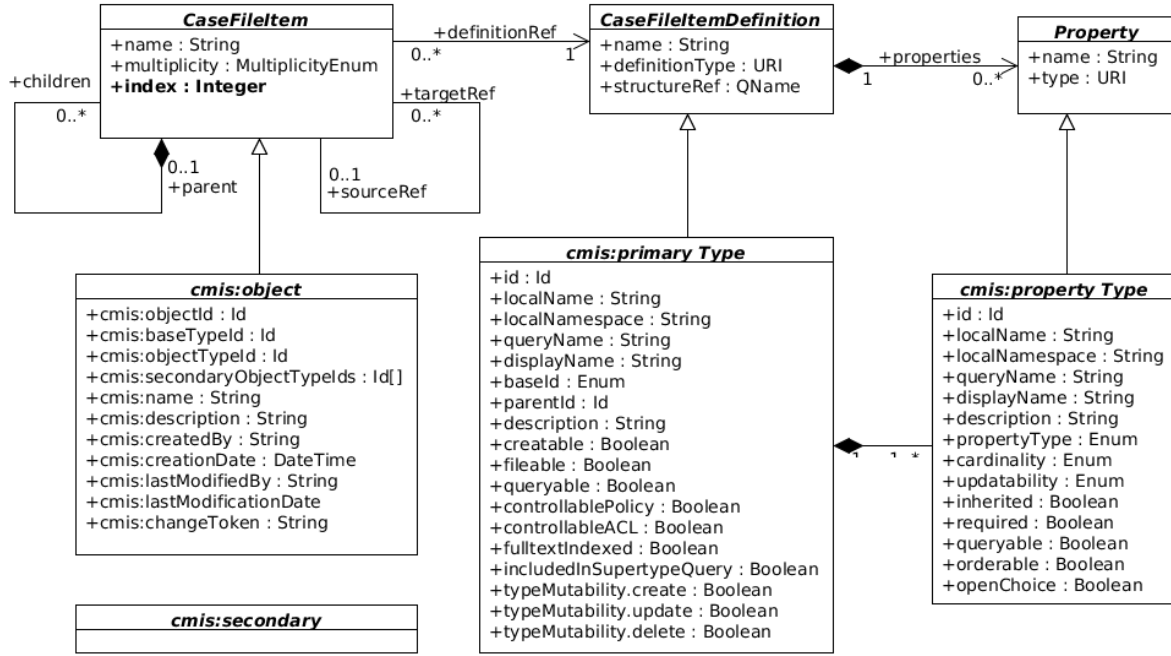 CaseFileItem
+name : String
+multiplicity : MultiplicityEnum
+index : Integer
+children
0..*
0..1
+parent
+definitionRef
0..*
1
+targetRef
0..*
0..1
+sourceRef
CaseFileItemDefinition
+name : String
+definitionType : URI
+structureRef : QName
+properties
1
0..*
Property
+name : String
+type : URI
cmis:object
+cmis:objectId : Id
+cmis:baseTypeId : Id
+cmis:objectTypeId : Id
+cmis:secondaryObjectTypeIds : Id[]
+cmis:name : String
+cmis:description : String
+cmis:createdBy : String
+cmis:creationDate : DateTime
+cmis:lastModifiedBy : String
+cmis:lastModificationDate
+cmis:changeToken : String
cmis:secondary
cmis:primary Type
+id : Id
+localName : String
+localNamespace : String
+queryName : String
+displayName : String
+baseId : Enum
+parentId : Id
+description : String
+creatable : Boolean
+fileable : Boolean
+queryable : Boolean
+controllablePolicy : Boolean
+controllableACL : Boolean
+fulltextIndexed : Boolean
+includedInSupertypeQuery : Boolean
+typeMutability.create : Boolean
+typeMutability.update : Boolean
+typeMutability.delete : Boolean
1
1..*
cmis:property Type
+id : Id
+localName : String
+localNamespace : String
+queryName : String
+displayName : String
+description : String
+propertyType : Enum
+cardinality : Enum
+updatability : Enum
+inherited : Boolean
+required : Boolean
+queryable : Boolean
+orderable : Boolean
+openChoice : Boolean